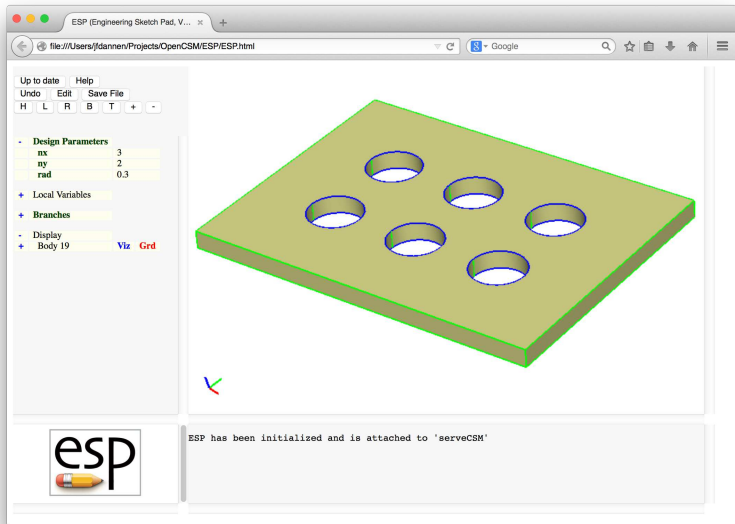 ESP (Engineering Sketch Pad, V... × +
file:///Users/jfdannen/Projects/OpenCSM/ESP/ESP.html
Google
Up to date Help
Undo Edit Save File
H L R B T + -
- Design Parameters
nx 3
ny 2
rad 0.3
+ Local Variables
+ Branches
- Display
+ Body 19 Viz Grd
esp
ESP has been initialized and is attached to 'serveCSM'